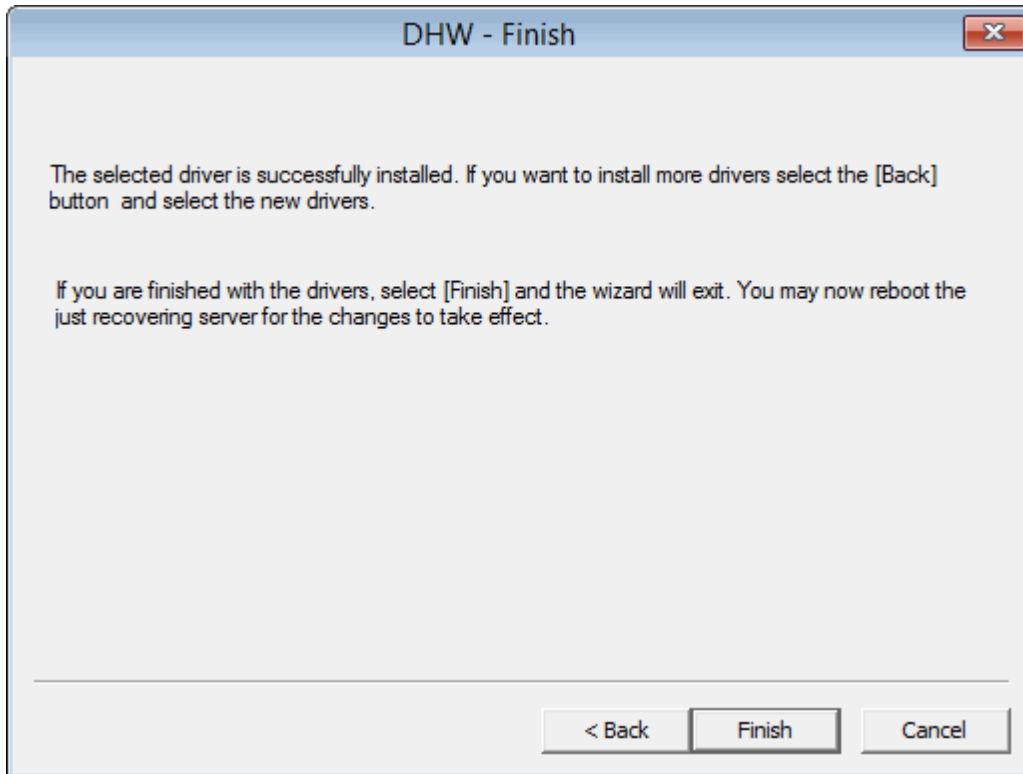 DHW - Finish
The selected driver is successfully installed. If you want to install more drivers select the [Back]
button  and select the new drivers.
If you are finished with the drivers, select [Finish] and the wizard will exit. You may now reboot the
just recovering server for the changes to take effect.
< Back Finish Cancel